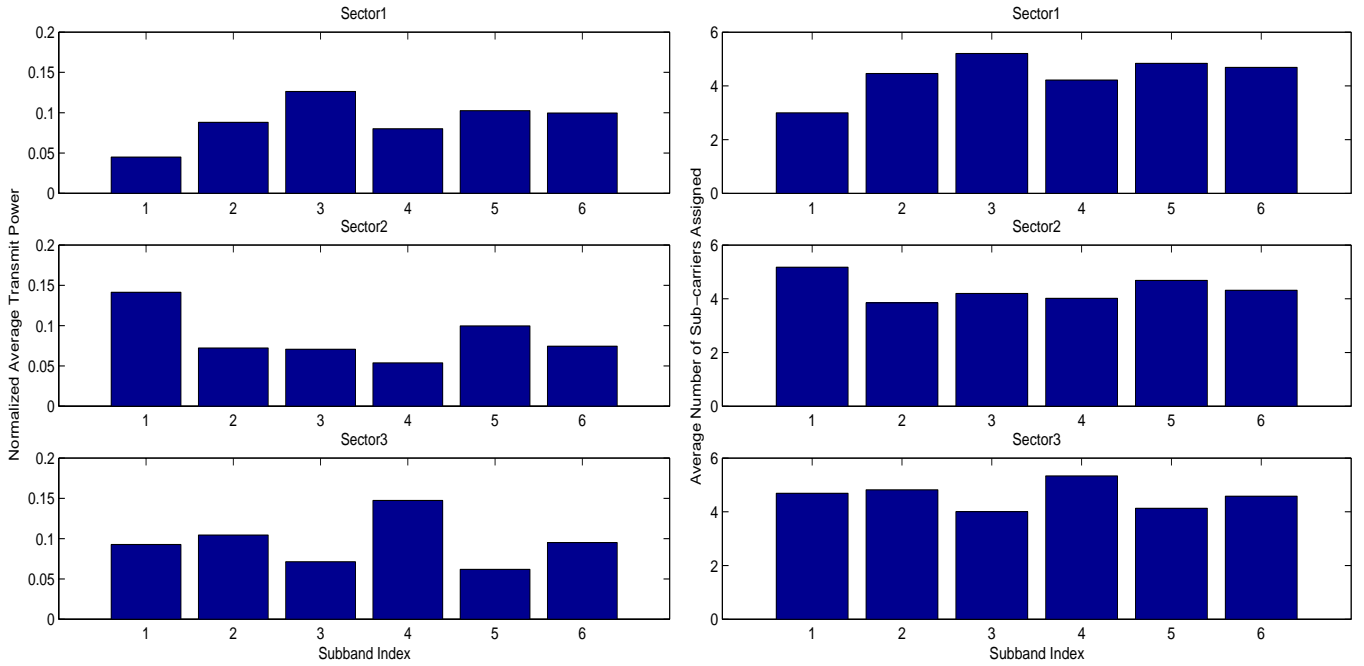 Sector1
0.2
0.15
0.1
0.05
0
1 2 3 4 5 6
Sector2
0.2
0.15
0.1
0.05
0
1 2 3 4 5 6
Sector3
0.2
0.15
0.1
0.05
0
1 2 3 4 5 6
Subband Index
Normalized Average Transmit Power
Sector1
6
4
2
0
1 2 3 4 5 6
Sector2
6
4
2
0
1 2 3 4 5 6
Sector3
6
4
2
0
1 2 3 4 5 6
Subband Index
Average Number of Sub−carriers Assigned